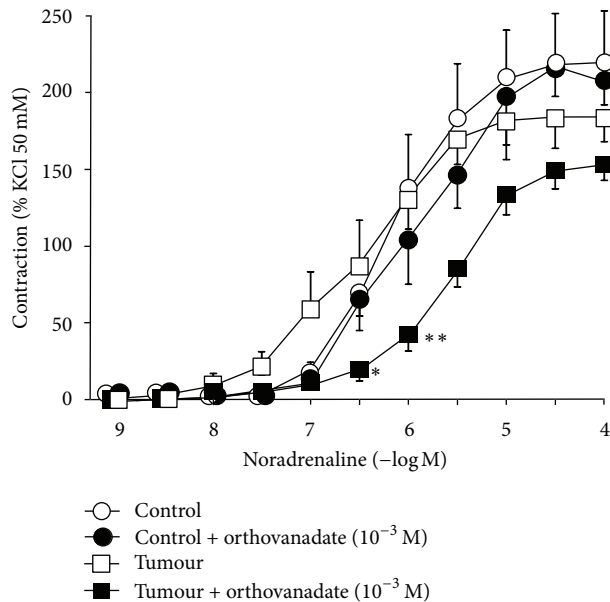 250
200
150
100
50
0
Contraction (% KCl 50 mM)
*
**
9 8 7 6 5 4
Noradrenaline (−log M)
Control
Control + orthovanadate (10⁻³ M)
Tumour
Tumour + orthovanadate (10⁻³ M)